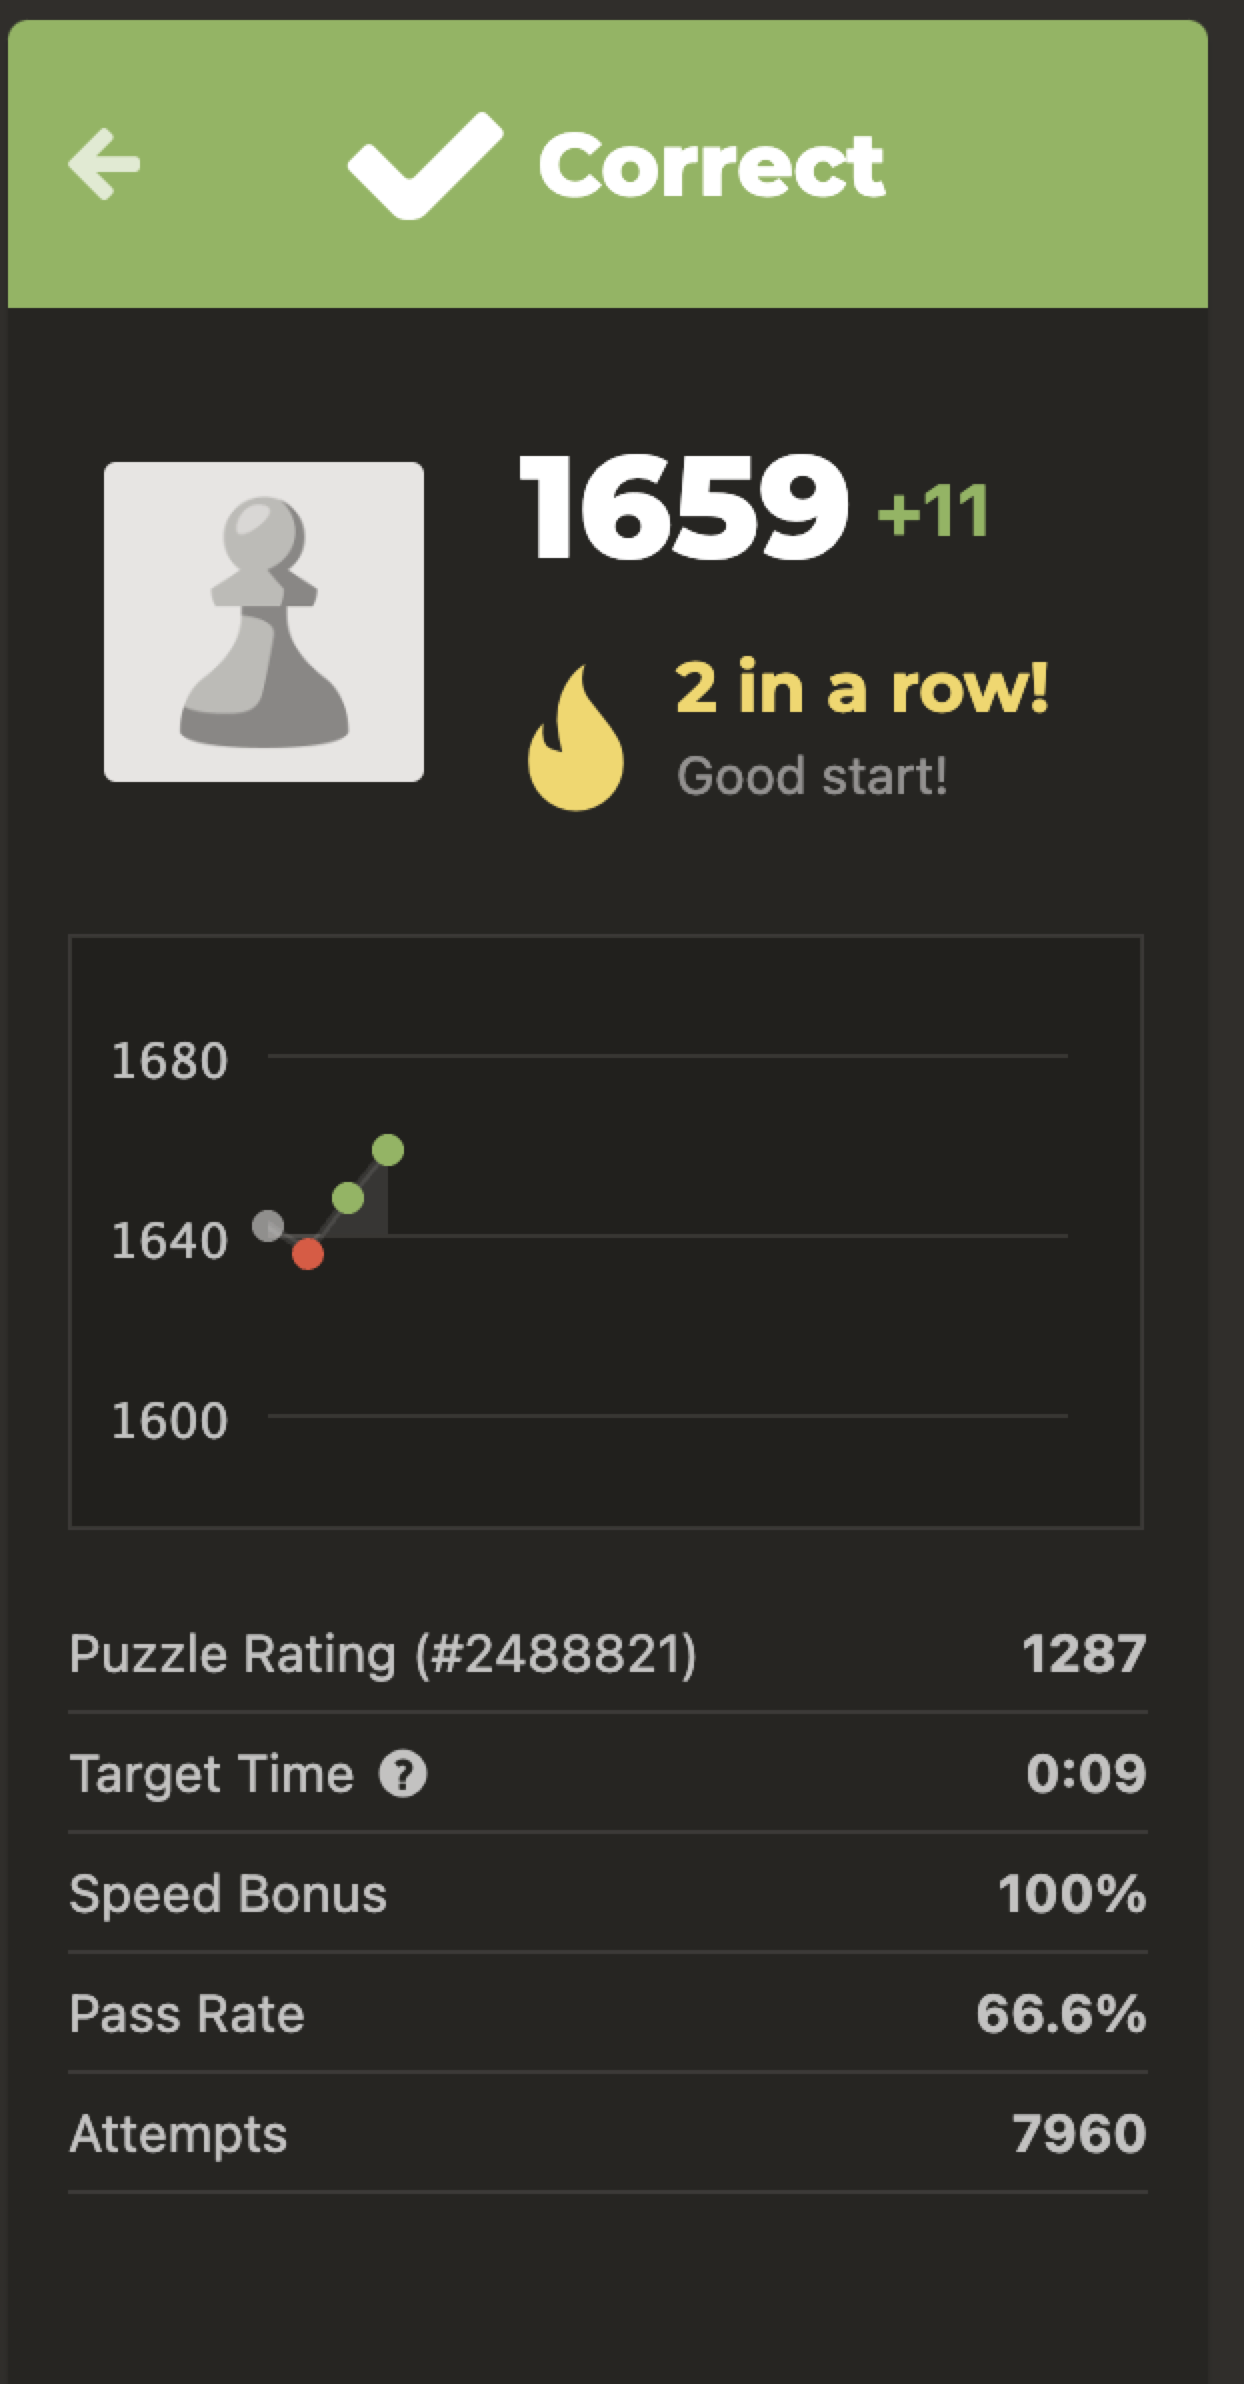 Correct
1659 +11
2 in a row!
Good start!
1680
1640
1600
Puzzle Rating (#2488821) 1287
Target Time ? 0:09
Speed Bonus 100%
Pass Rate 66.6%
Attempts 7960